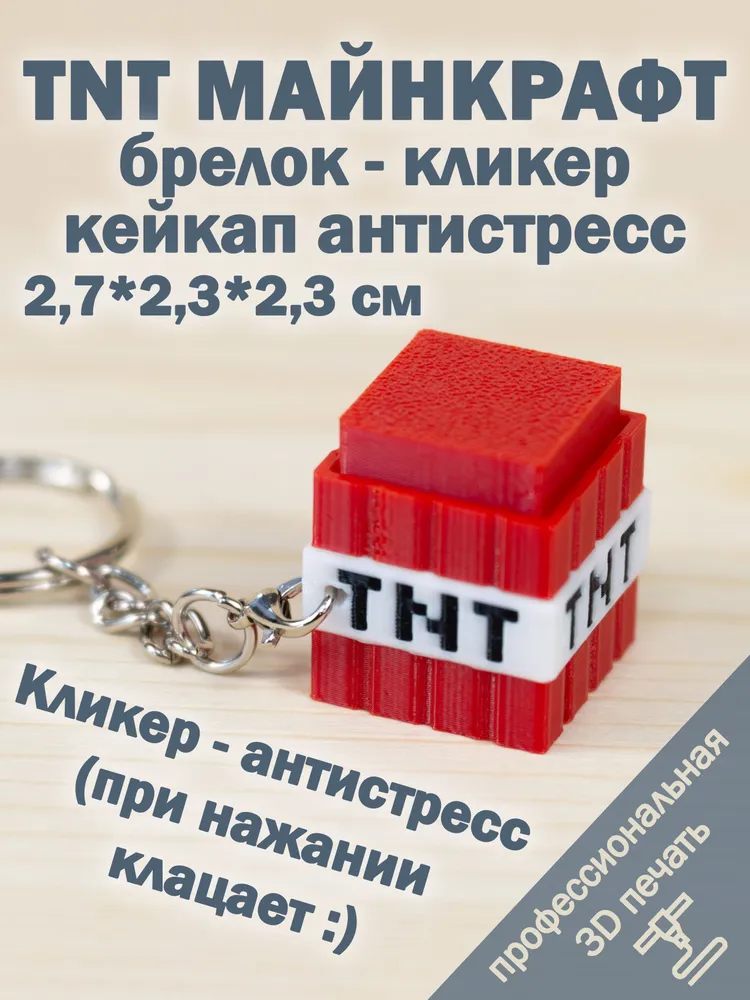 TNT МАЙНКРАФТ
брелок - кликер
кейкап антистресс
2,7*2,3*2,3 см
TNT
TNT
Кликер - антистресс
(при нажании
клацает :)
профессиональная
3D печать